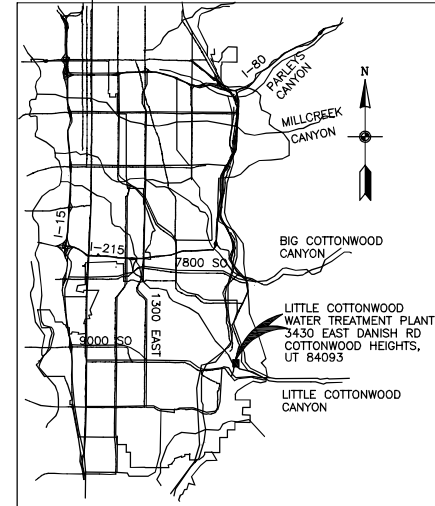 I-80
PARLEYS
CANYON
N
MILLCREEK
CANYON
I-15
I-215
7800 SO
BIG COTTONWOOD
CANYON
1300 EAST
9000 SO
LITTLE COTTONWOOD
WATER TREATMENT PLANT
3430 EAST DANISH RD
COTTONWOOD HEIGHTS,
UT 84093
LITTLE COTTONWOOD
CANYON